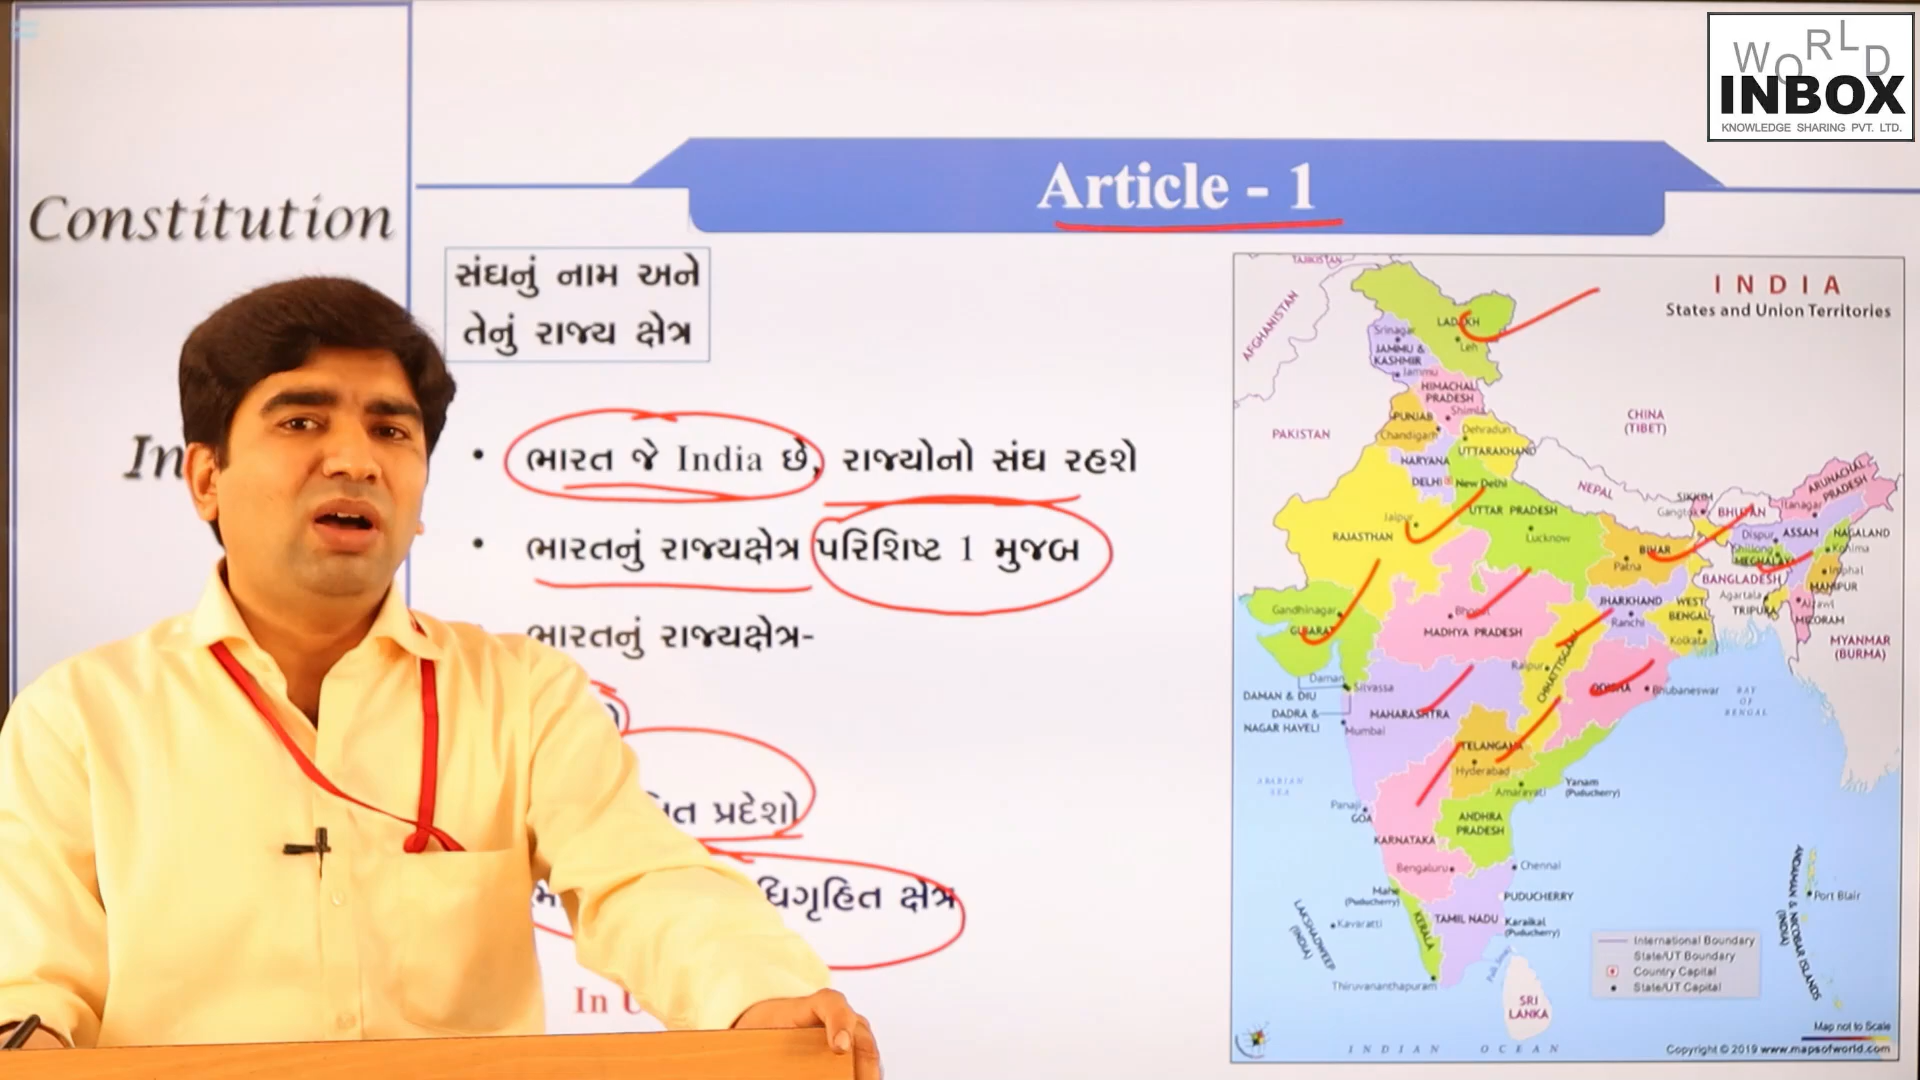 WORLD
INBOX
KNOWLEDGE SHARING PVT. LTD.
Article - 1
Constitution
સંઘનું નામ અને
તેનું રાજ્ય ક્ષેત્ર
• ભારત જે India છે, રાજ્યોનો સંઘ રહશે
• ભારતનું રાજ્યક્ષેત્ર પરિશિષ્ટ 1 મુજબ
ભારતનું રાજ્યક્ષેત્ર-
પ્રદેશો
ક્ષેત્ર
In
INDIA
States and Union Territories
TAJIKISTAN
AFGHANISTAN
LADAKH
Leh
Srinagar
JAMMU &
KASHMIR
Jammu
HIMACHAL
PRADESH
Shimla
PUNJAB
Chandigarh
Dehradun
UTTARAKHAND
HARYANA
DELHI
New Delhi
PAKISTAN
CHINA
(TIBET)
NEPAL
SIKKIM
Gangtok
BHUTAN
ARUNACHAL
PRADESH
Itanagar
Jaipur
RAJASTHAN
UTTAR PRADESH
Lucknow
BIHAR
Patna
Dispur
ASSAM
NAGALAND
Kohima
Shillong
MEGHALAYA
Imphal
MANIPUR
BANGLADESH
Agartala
TRIPURA
Aizawl
MIZORAM
MYANMAR
(BURMA)
Gandhinagar
GUJARAT
Bhopal
MADHYA PRADESH
JHARKHAND
Ranchi
WEST
BENGAL
Kolkata
Raipur
CHHATTISGARH
ODISHA
Bhubaneswar
BAY
OF
BENGAL
Daman
Silvassa
DAMAN & DIU
DADRA &
NAGAR HAVELI
MAHARASHTRA
Mumbai
TELANGANA
Hyderabad
ARABIAN
SEA
Amaravati
Yanam
(Puducherry)
Panaji
GOA
ANDHRA
PRADESH
KARNATAKA
Bengaluru
Chennai
Mahe
(Puducherry)
PUDUCHERRY
Kavaratti
LAKSHADWEEP
(INDIA)
KERALA
TAMIL NADU
Karaikal
(Puducherry)
Thiruvananthapuram
SRI
LANKA
ANDAMAN & NICOBAR ISLANDS
(INDIA)
Port Blair
International Boundary
State/UT Boundary
Country Capital
State/UT Capital
Map not to Scale
INDIAN OCEAN
Copyright © 2019 www.mapsofworld.com